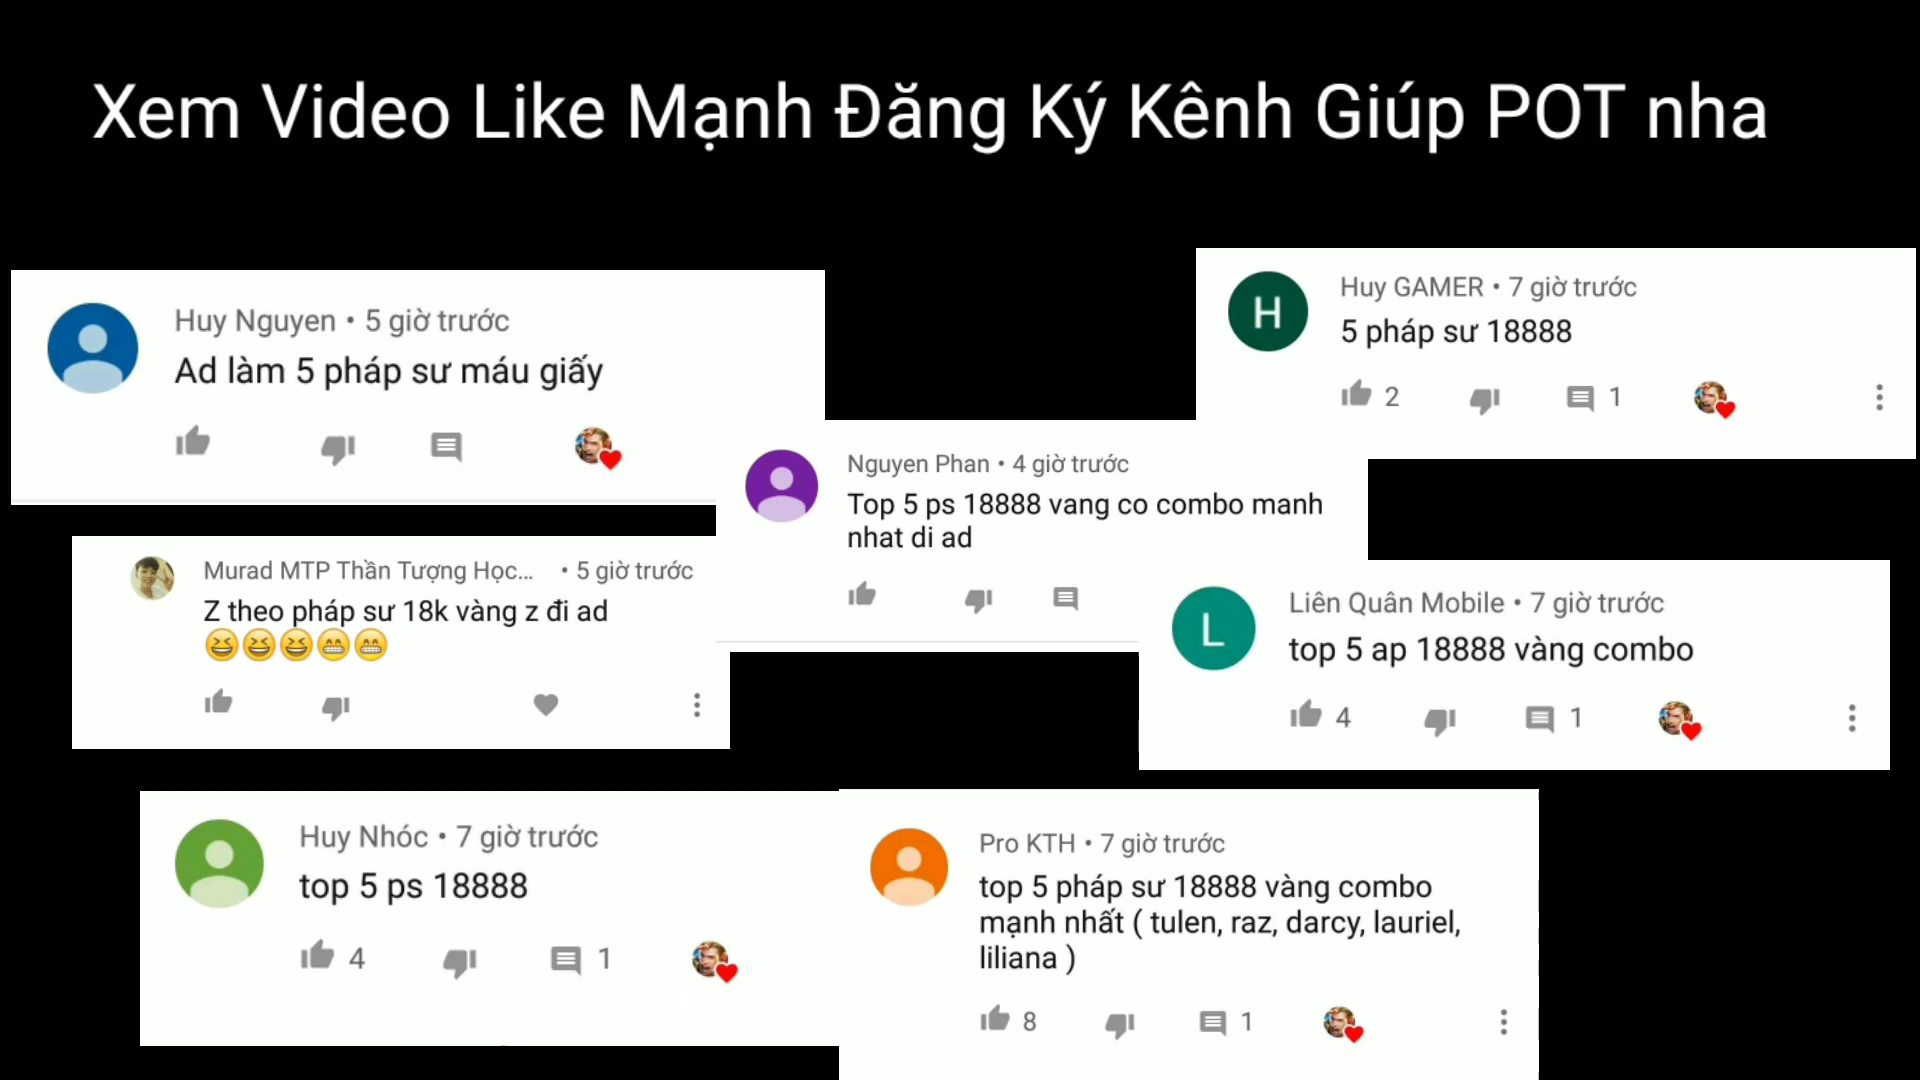 Xem Video Like Mạnh Đăng Ký Kênh Giúp POT nha
Huy Nguyen • 5 giờ trước
Ad làm 5 pháp sư máu giấy
H
Huy GAMER • 7 giờ trước
5 pháp sư 18888
2
1
Nguyen Phan • 4 giờ trước
Top 5 ps 18888 vang co combo manh
nhat di ad
Murad MTP Thần Tượng Học... • 5 giờ trước
Z theo pháp sư 18k vàng z đi ad
😆😆😆😁😁
L
Liên Quân Mobile • 7 giờ trước
top 5 ap 18888 vàng combo
4
1
Huy Nhóc • 7 giờ trước
top 5 ps 18888
4
1
Pro KTH • 7 giờ trước
top 5 pháp sư 18888 vàng combo
mạnh nhất ( tulen, raz, darcy, lauriel,
liliana )
8
1